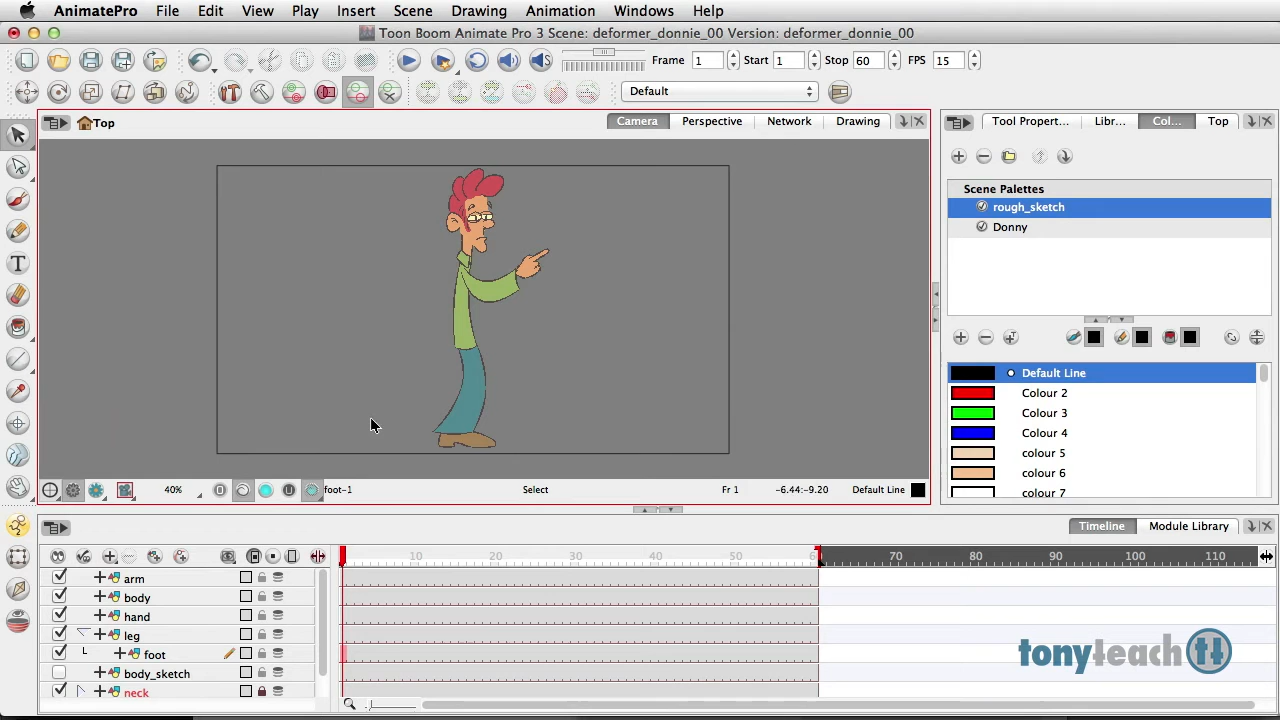 AnimatePro File Edit View Play Insert Scene Drawing Animation Windows Help
Toon Boom Animate Pro 3 Scene: deformer_donnie_00 Version: deformer_donnie_00
Frame 1 Start 1 Stop 60 FPS 15
Default
Top Camera Perspective Network Drawing
Tool Propert... Libr... Col... Top
Scene Palettes
rough_sketch
Donny
Default Line
Colour 2
Colour 3
Colour 4
colour 5
colour 6
colour 7
40% foot-1 Select Fr 1 -6.44:-9.20 Default Line
Timeline Module Library
10 20 30 40 50 6 70 80 90 100 110
arm
body
hand
leg
foot
body_sketch
neck
tonyteach tt